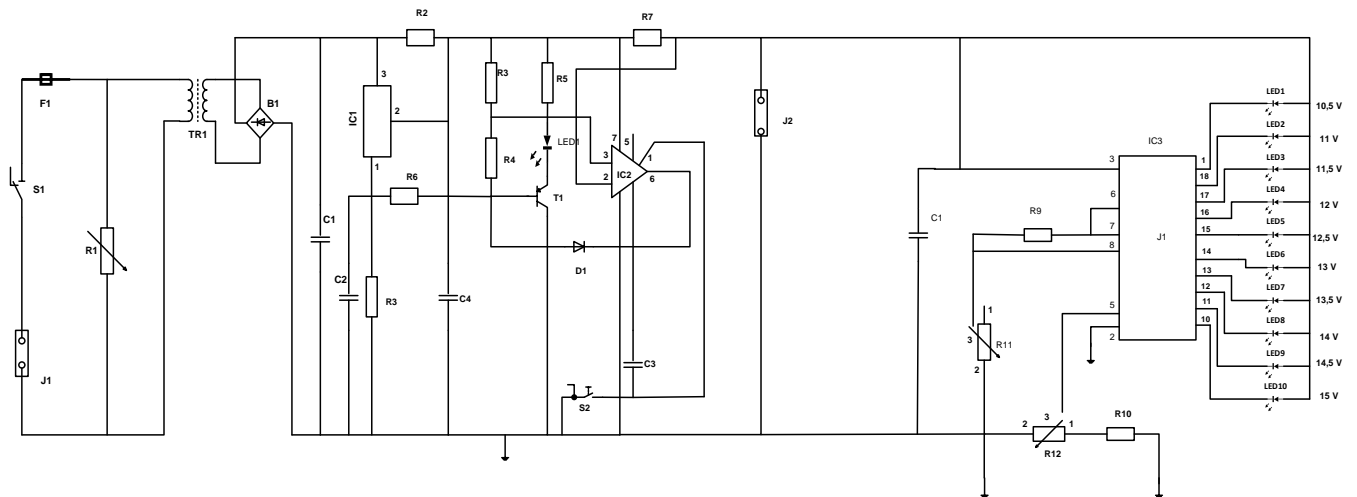 F1
S1
R1
J1
TR1
B1
C1
R2
3
IC1
2
1
R6
C2
R3
C4
R3
R4
R5
LED1
T1
D1
R7
7
5
3
2
1
6
IC2
C3
S2
J2
C1
R9
1
3
R11
2
2
3
1
R12
R10
IC3
J1
3
6
7
8
5
2
1
18
17
16
15
14
13
12
11
10
LED1
10,5 V
LED2
11 V
LED3
11,5 V
LED4
12 V
LED5
12,5 V
LED6
13 V
LED7
13,5 V
LED8
14 V
LED9
14,5 V
LED10
15 V